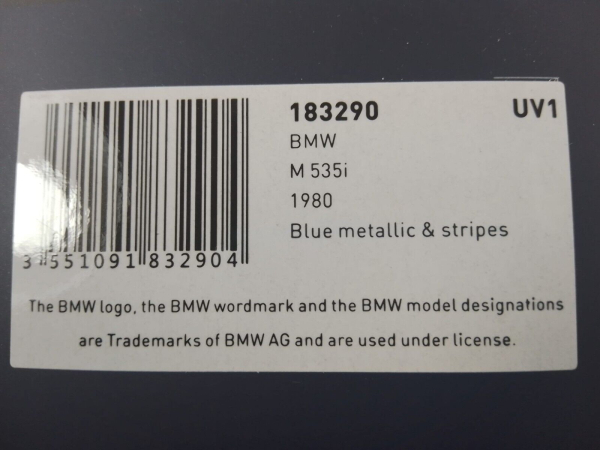 183290
UV1
BMW
M 535i
1980
Blue metallic & stripes
3 551091 832904
The BMW logo, the BMW wordmark and the BMW model designations
are Trademarks of BMW AG and are used under license.